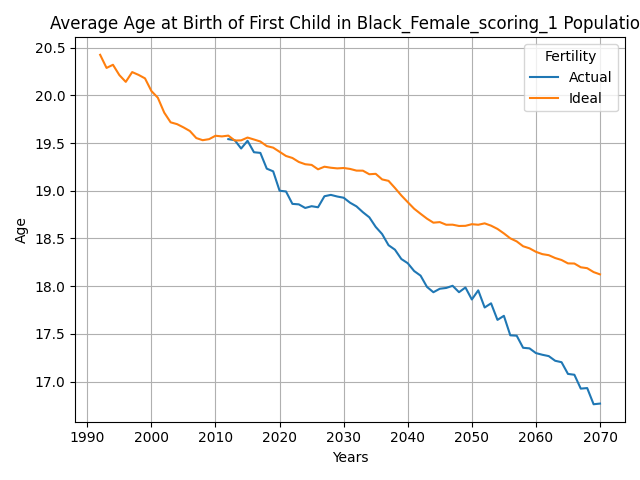 Average Age at Birth of First Child in Black_Female_scoring_1 Populatio
Fertility
Actual
Ideal
Age
20.5
20.0
19.5
19.0
18.5
18.0
17.5
17.0
1990 2000 2010 2020 2030 2040 2050 2060 2070
Years